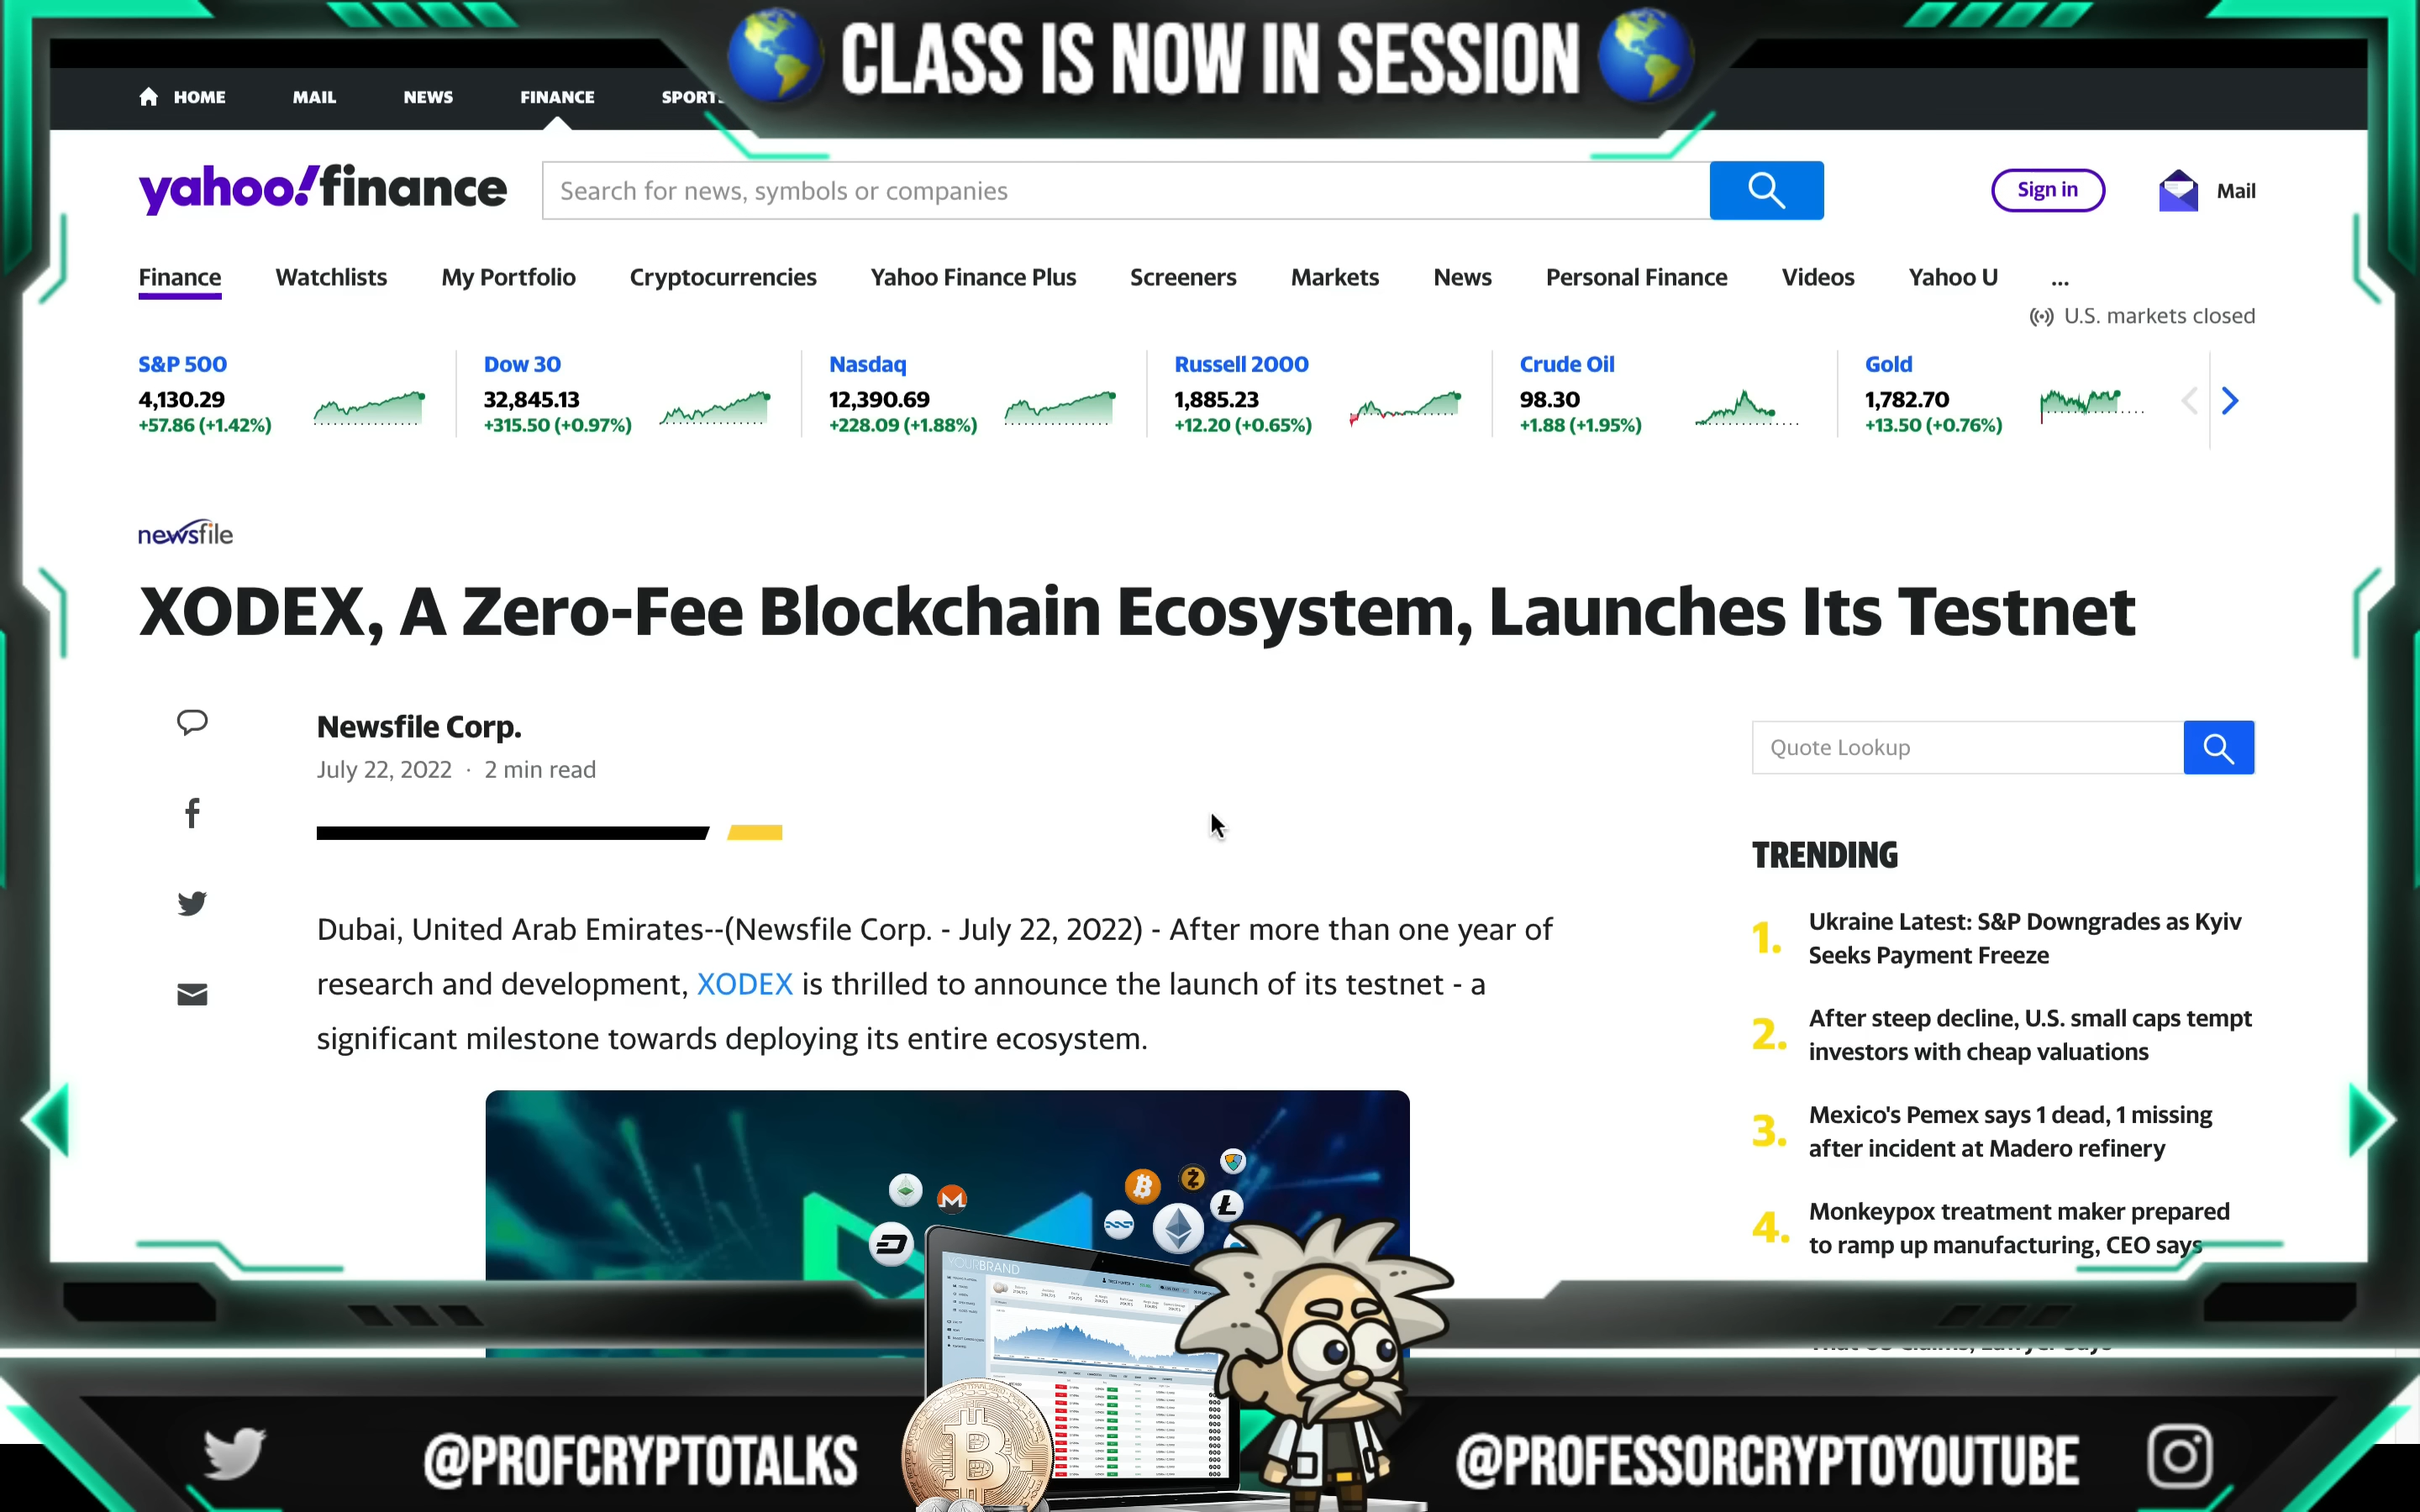 CLASS IS NOW IN SESSION
HOME MAIL NEWS FINANCE SPORT
yahoo!finance
Search for news, symbols or companies
Sign in
Mail
Finance Watchlists My Portfolio Cryptocurrencies Yahoo Finance Plus Screeners Markets News Personal Finance Videos Yahoo U ...
U.S. markets closed
S&P 500
4,130.29
+57.86 (+1.42%)
Dow 30
32,845.13
+315.50 (+0.97%)
Nasdaq
12,390.69
+228.09 (+1.88%)
Russell 2000
1,885.23
+12.20 (+0.65%)
Crude Oil
98.30
+1.88 (+1.95%)
Gold
1,782.70
+13.50 (+0.76%)
newsfile
XODEX, A Zero-Fee Blockchain Ecosystem, Launches Its Testnet
Newsfile Corp.
July 22, 2022 · 2 min read
Dubai, United Arab Emirates--(Newsfile Corp. - July 22, 2022) - After more than one year of
research and development, XODEX is thrilled to announce the launch of its testnet - a
significant milestone towards deploying its entire ecosystem.
Quote Lookup
TRENDING
1. Ukraine Latest: S&P Downgrades as Kyiv
Seeks Payment Freeze
2. After steep decline, U.S. small caps tempt
investors with cheap valuations
3. Mexico's Pemex says 1 dead, 1 missing
after incident at Madero refinery
4. Monkeypox treatment maker prepared
to ramp up manufacturing, CEO says
YOURBRAND
@PROFCRYPTOTALKS
@PROFESSORCRYPTOYOUTUBE